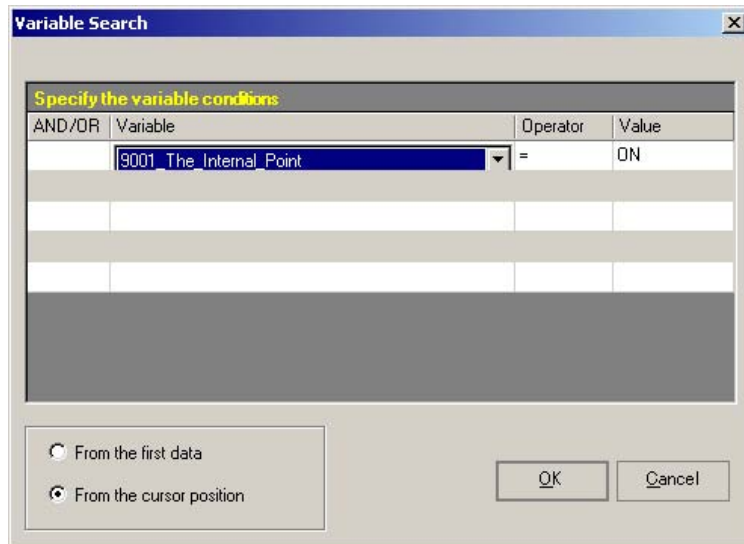 Variable Search
Specify the variable conditions
AND/OR Variable Operator Value
9001_The_Internal_Point = ON
From the first data
From the cursor position
OK Cancel